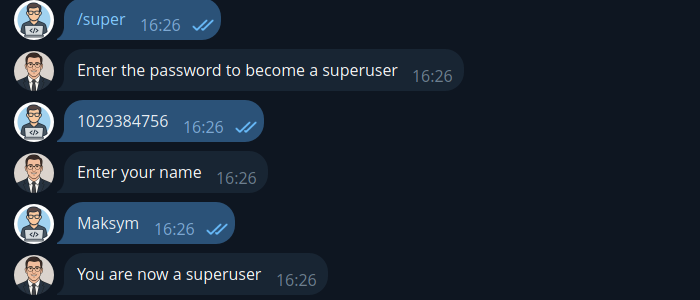 /super 16:26
Enter the password to become a superuser 16:26
1029384756 16:26
Enter your name 16:26
Maksym 16:26
You are now a superuser 16:26